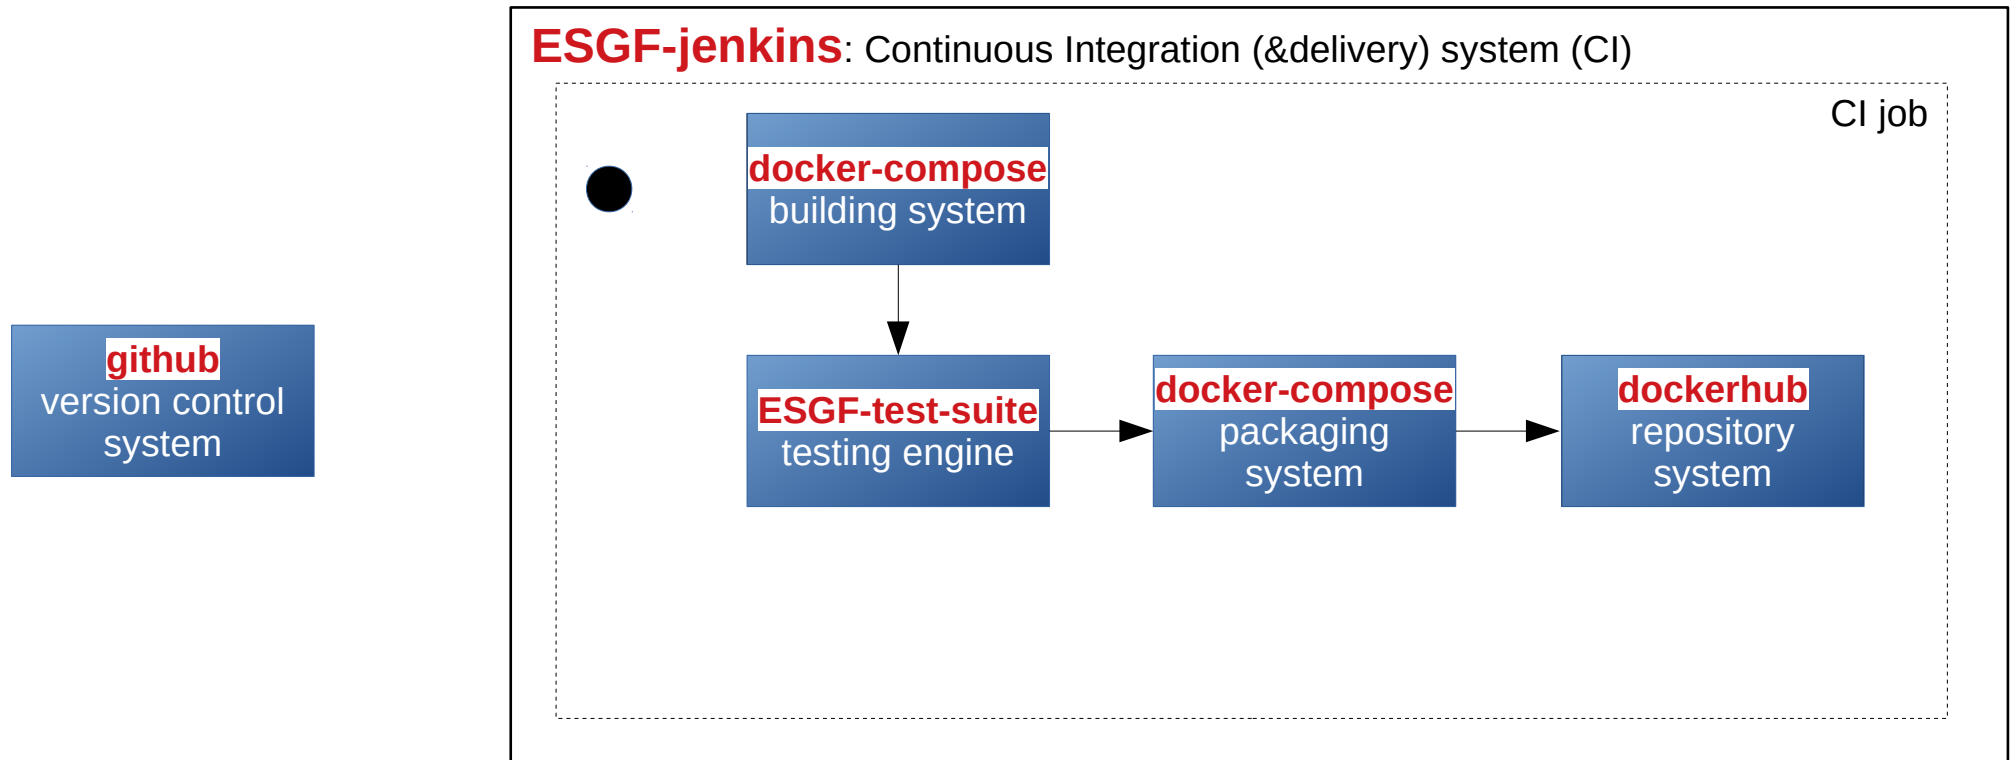 ESGF-jenkins: Continuous Integration (&delivery) system (CI)
CI job
docker-compose
building system
github
version control
system
ESGF-test-suite
testing engine
docker-compose
packaging
system
dockerhub
repository
system